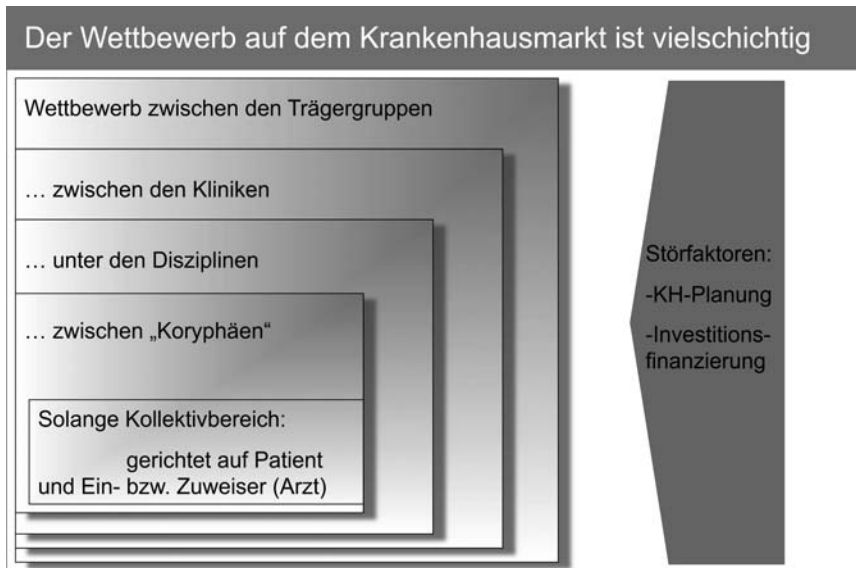 Der Wettbewerb auf dem Krankenhausmarkt ist vielschichtig
Wettbewerb zwischen den Trägergruppen
… zwischen den Kliniken
… unter den Disziplinen
… zwischen „Koryphäen“
Solange Kollektivbereich:
gerichtet auf Patient
und Ein- bzw. Zuweiser (Arzt)
Störfaktoren:
-KH-Planung
-Investitions-
finanzierung